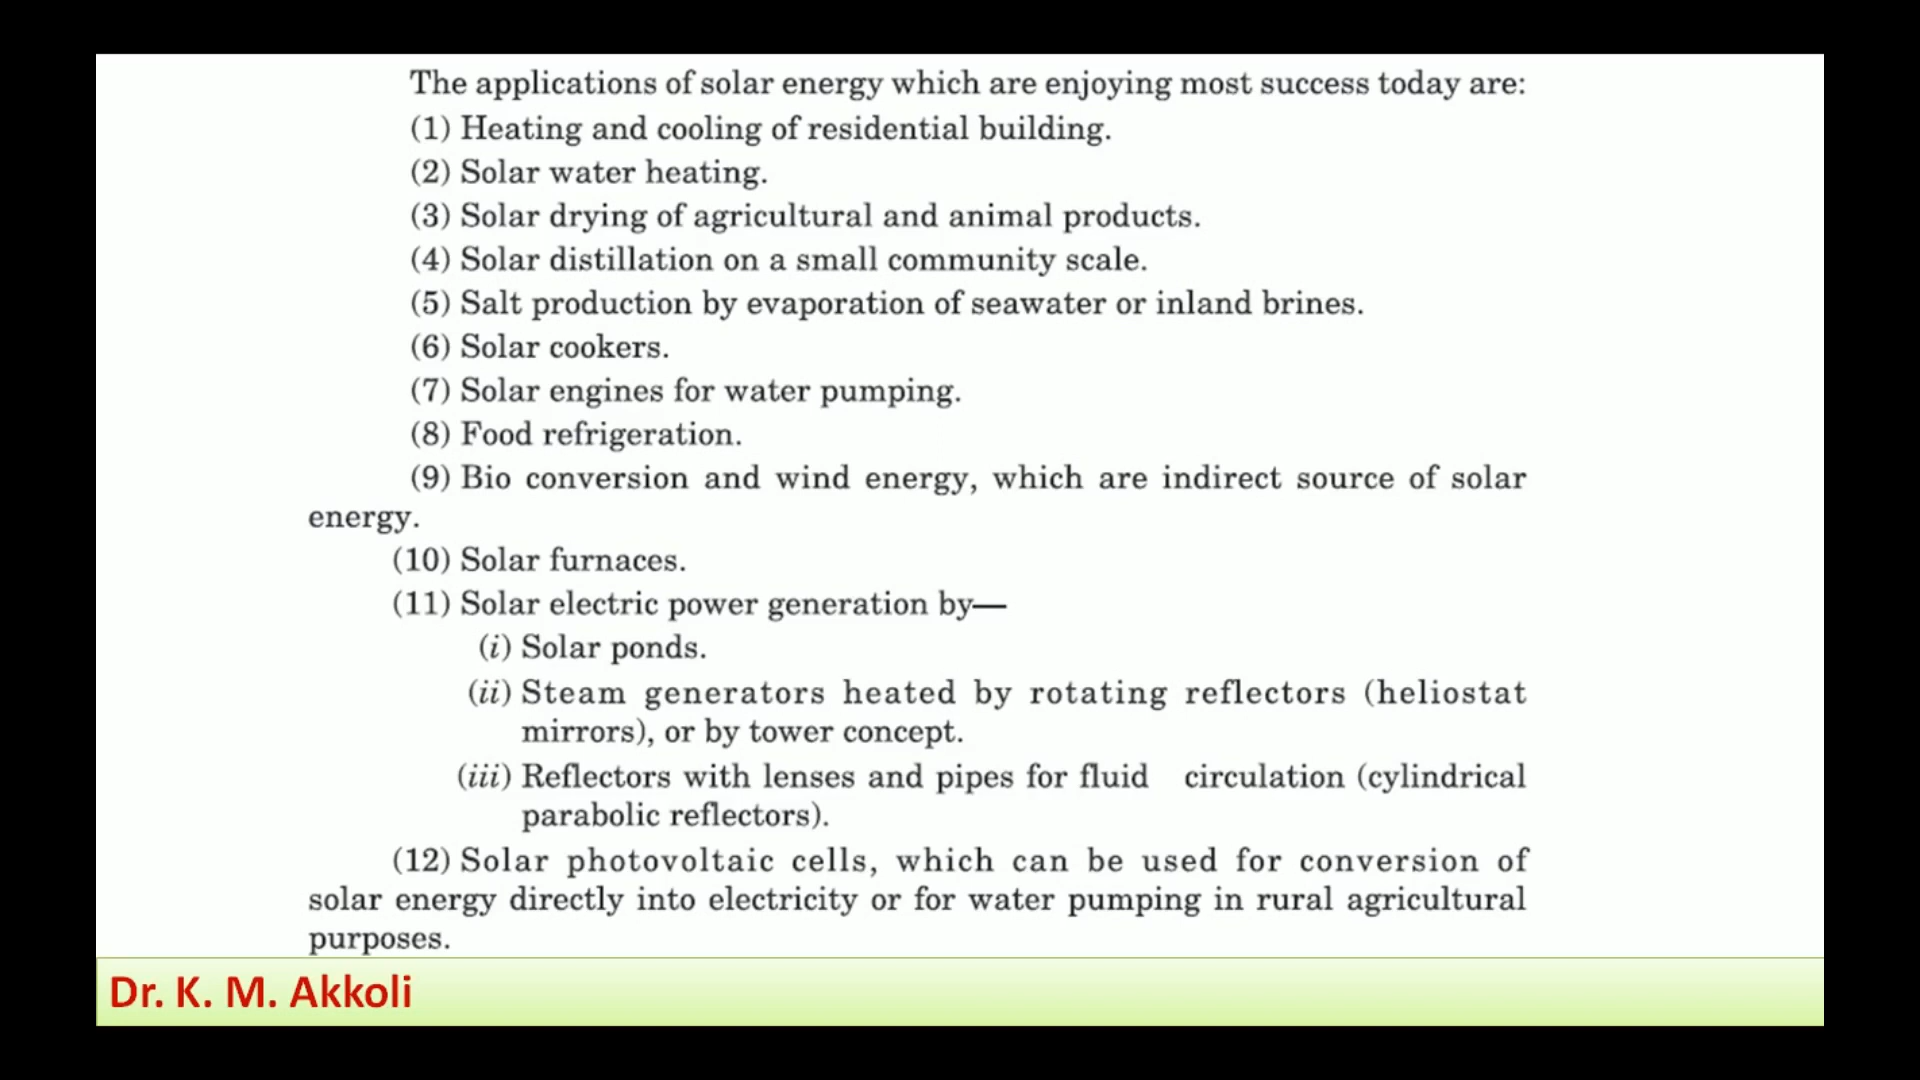 The applications of solar energy which are enjoying most success today are:
(1) Heating and cooling of residential building.
(2) Solar water heating.
(3) Solar drying of agricultural and animal products.
(4) Solar distillation on a small community scale.
(5) Salt production by evaporation of seawater or inland brines.
(6) Solar cookers.
(7) Solar engines for water pumping.
(8) Food refrigeration.
(9) Bio conversion and wind energy, which are indirect source of solar
energy.
(10) Solar furnaces.
(11) Solar electric power generation by—
(i) Solar ponds.
(ii) Steam generators heated by rotating reflectors (heliostat
mirrors), or by tower concept.
(iii) Reflectors with lenses and pipes for fluid circulation (cylindrical
parabolic reflectors).
(12) Solar photovoltaic cells, which can be used for conversion of
solar energy directly into electricity or for water pumping in rural agricultural
purposes.
Dr. K. M. Akkoli